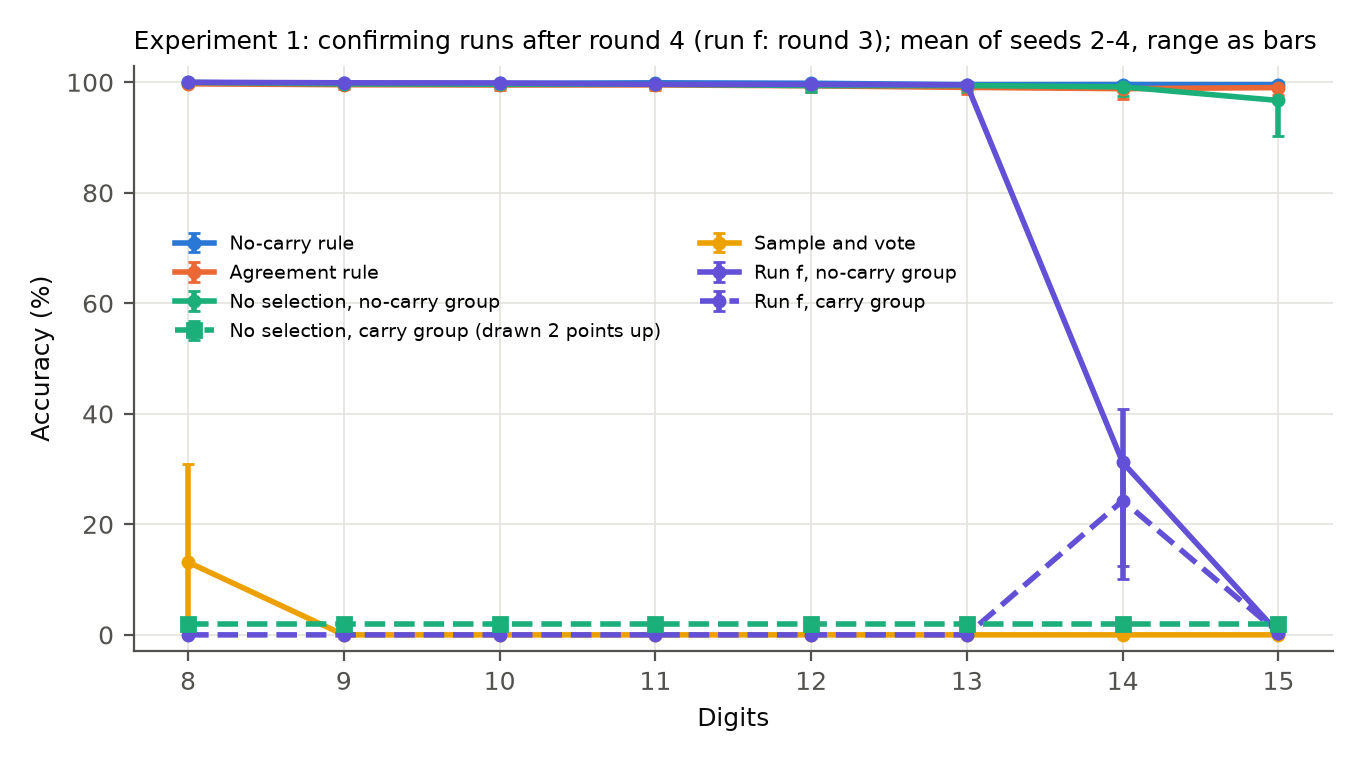 Experiment 1: confirming runs after round 4 (run f: round 3); mean of seeds 2-4, range as bars
100
80
60
40
20
0
Accuracy (%)
No-carry rule
Agreement rule
No selection, no-carry group
No selection, carry group (drawn 2 points up)
Sample and vote
Run f, no-carry group
Run f, carry group
8 9 10 11 12 13 14 15
Digits